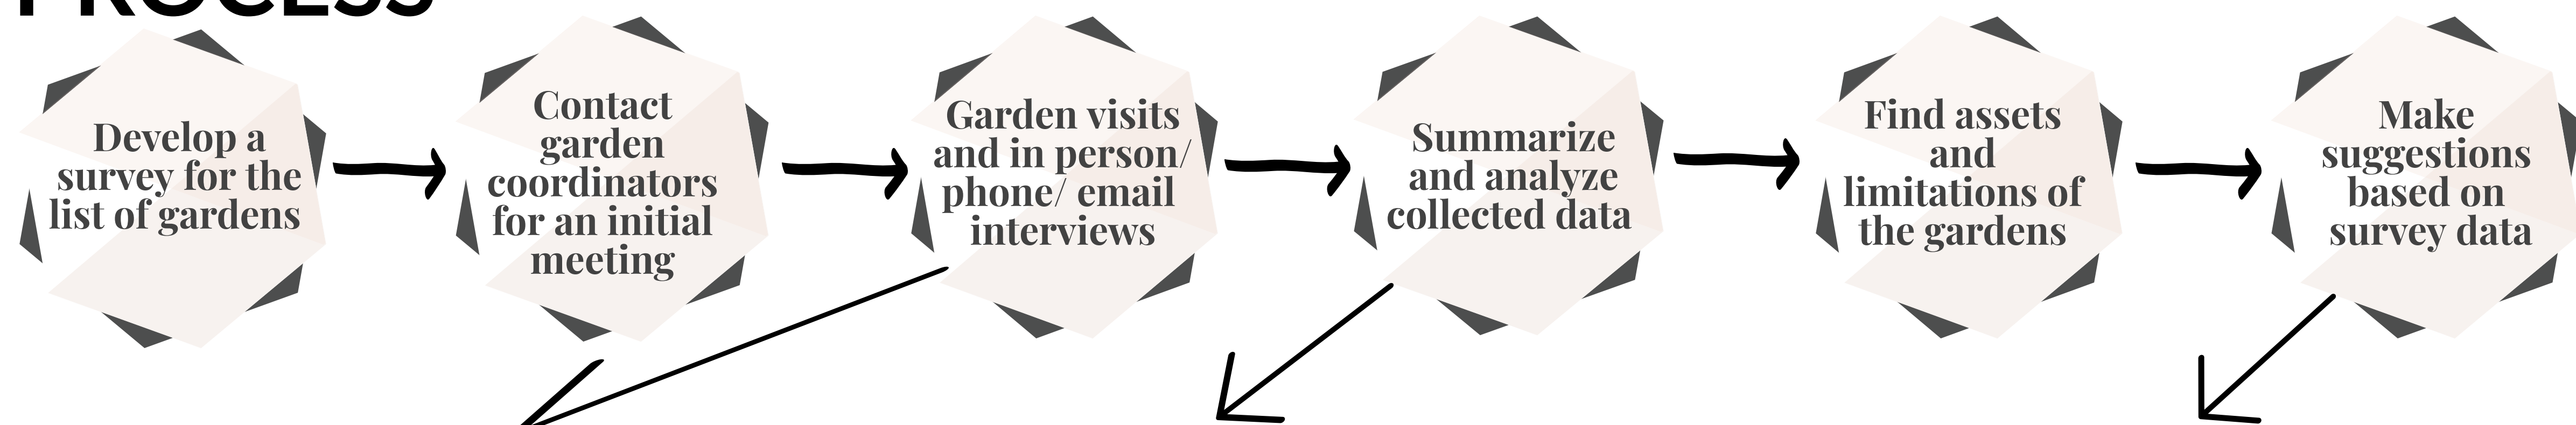 PROCESS
Develop a
survey for the
list of gardens
Contact
garden
coordinators
for an initial
meeting
Garden visits
and in person/
phone/ email
interviews
Summarize
and analyze
collected data
Find assets
and
limitations of
the gardens
Make
suggestions
based on
survey data